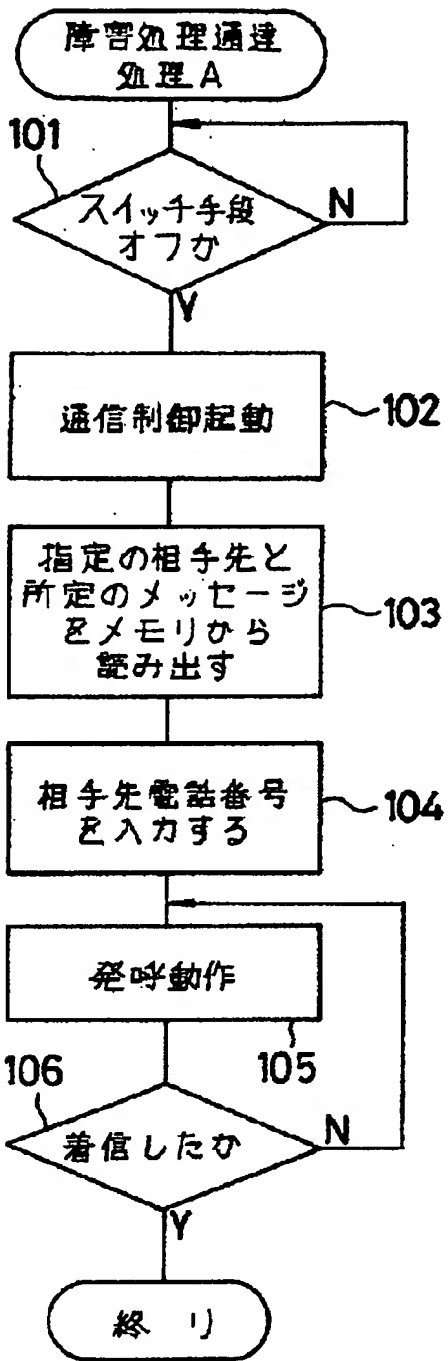 障害処理通達
処理A
101
スイッチ手段
オフか
N
Y
通信制御起動
102
指定の相手先と
所定のメッセージ
をメモリから
読み出す
103
相手先電話番号
を入力する
104
発呼動作
105
106
着信したか
N
Y
終り